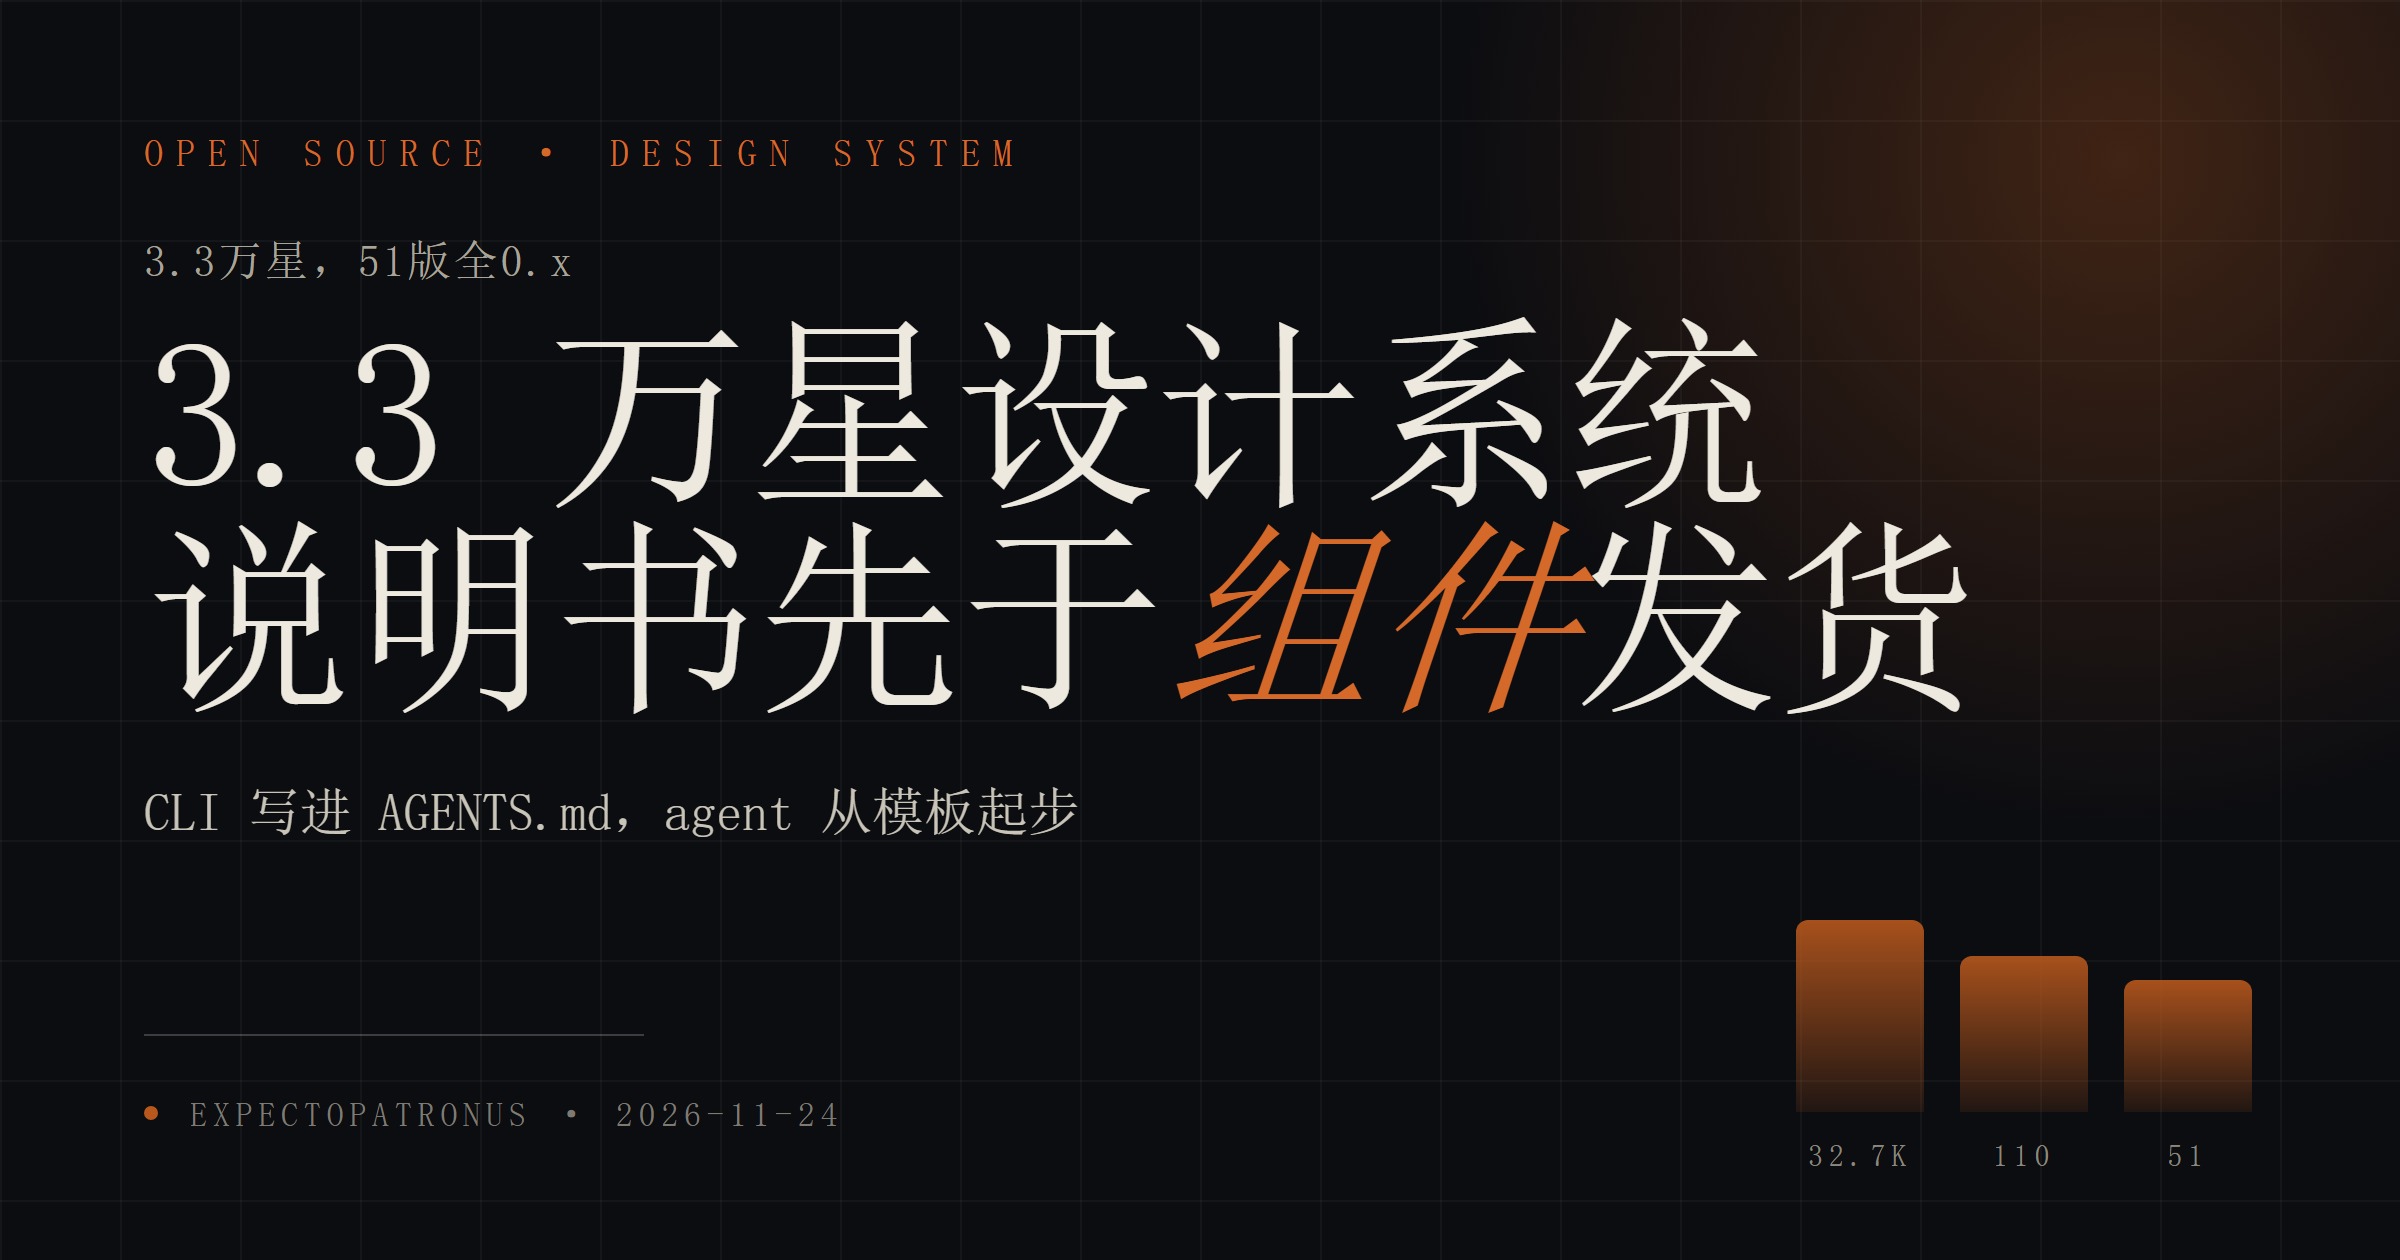 OPEN SOURCE • DESIGN SYSTEM
3.3万星，51版全0.x
3.3 万星设计系统
说明书先于组件发货
CLI 写进 AGENTS.md，agent 从模板起步
EXPECTOPATRONUS • 2026-11-24
32.7K 110 51